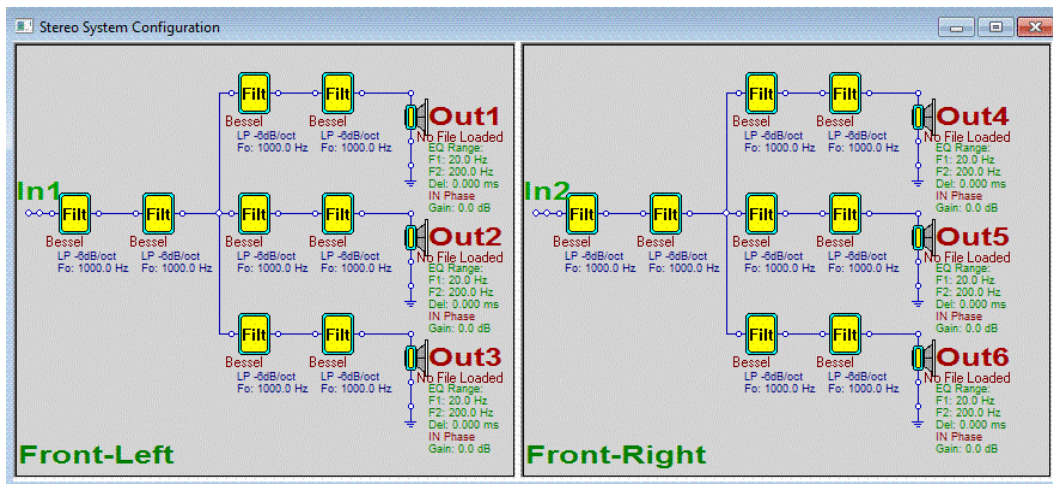 Stereo System Configuration
Filt Filt
Bessel Bessel
LP -6dB/oct LP -6dB/oct
Fo: 1000.0 Hz Fo: 1000.0 Hz
Out1
No File Loaded
EQ Range:
F1: 20.0 Hz
F2: 200.0 Hz
Del: 0.000 ms
IN Phase
Gain: 0.0 dB
In1
Filt Filt Filt Filt
Bessel Bessel Bessel Bessel
LP -6dB/oct LP -6dB/oct LP -6dB/oct LP -6dB/oct
Fo: 1000.0 Hz Fo: 1000.0 Hz Fo: 1000.0 Hz Fo: 1000.0 Hz
Out2
No File Loaded
EQ Range:
F1: 20.0 Hz
F2: 200.0 Hz
Del: 0.000 ms
IN Phase
Gain: 0.0 dB
Filt Filt
Bessel Bessel
LP -6dB/oct LP -6dB/oct
Fo: 1000.0 Hz Fo: 1000.0 Hz
Out3
No File Loaded
EQ Range:
F1: 20.0 Hz
F2: 200.0 Hz
Del: 0.000 ms
IN Phase
Gain: 0.0 dB
Front-Left
Filt Filt
Bessel Bessel
LP -6dB/oct LP -6dB/oct
Fo: 1000.0 Hz Fo: 1000.0 Hz
Out4
No File Loaded
EQ Range:
F1: 20.0 Hz
F2: 200.0 Hz
Del: 0.000 ms
IN Phase
Gain: 0.0 dB
In2
Filt Filt Filt Filt
Bessel Bessel Bessel Bessel
LP -6dB/oct LP -6dB/oct LP -6dB/oct LP -6dB/oct
Fo: 1000.0 Hz Fo: 1000.0 Hz Fo: 1000.0 Hz Fo: 1000.0 Hz
Out5
No File Loaded
EQ Range:
F1: 20.0 Hz
F2: 200.0 Hz
Del: 0.000 ms
IN Phase
Gain: 0.0 dB
Filt Filt
Bessel Bessel
LP -6dB/oct LP -6dB/oct
Fo: 1000.0 Hz Fo: 1000.0 Hz
Out6
No File Loaded
EQ Range:
F1: 20.0 Hz
F2: 200.0 Hz
Del: 0.000 ms
IN Phase
Gain: 0.0 dB
Front-Right